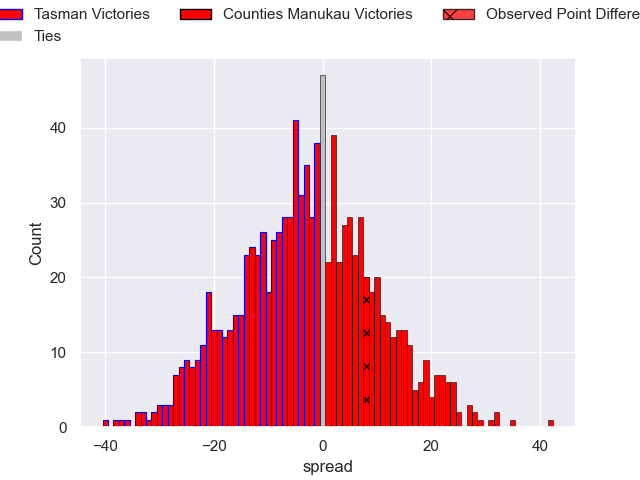 Tasman Victories Counties Manukau Victories Observed Point Differe
Ties
40
30
20
10
0
Count
−40 −20 0 20 40
spread